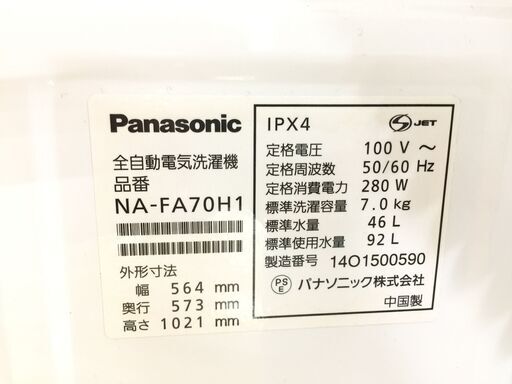 Panasonic
全自動電気洗濯機
品番
NA-FA70H1
外形寸法
幅 564 mm
奥行 573 mm
高さ 1021 mm
IPX4
S JET
定格電圧 100 V ~
定格周波数 50/60 Hz
定格消費電力 280 W
標準洗濯容量 7.0 kg
標準水量 46 L
標準使用水量 92 L
製造番号 14O1500590
PS
E
パナソニック株式会社
中国製